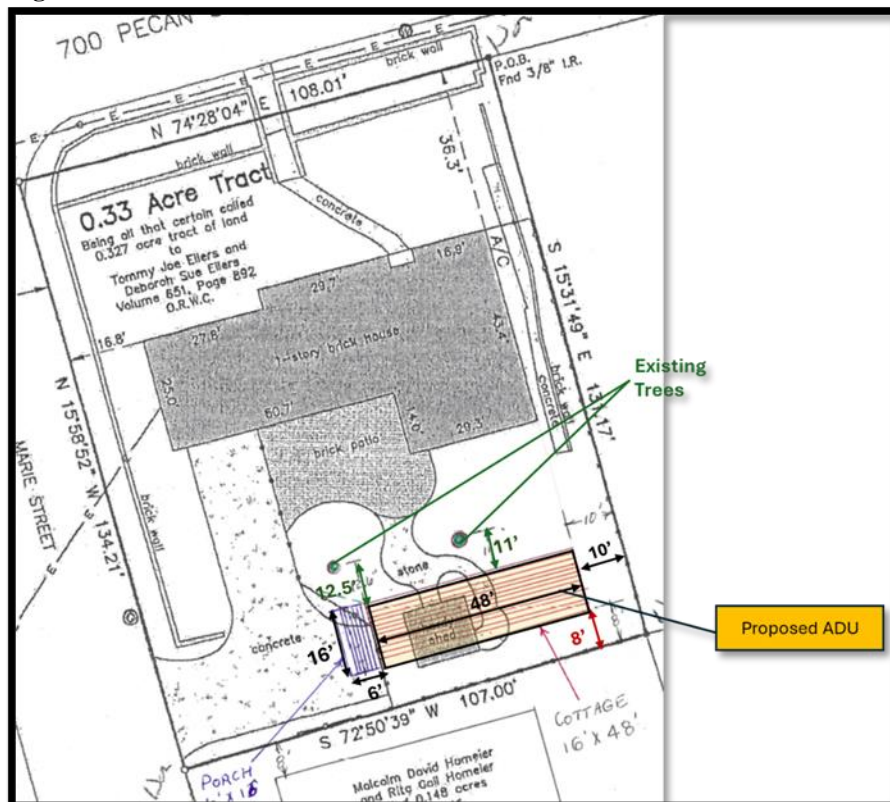 700 PECAN
E E E E E E E
brick wall
P.O.B.
Fnd 3/8" I.R.
N 74°28'04" E 108.01'
brick wall
36.3'
0.33 Acre Tract
Being all that certain called
0.327 acre tract of land
to
Tommy Joe Ellers and
Deborah Sue Ellers
Volume 651, Page 892
O.R.W.C.
concrete
A/C
16.9'
29.7'
27.8'
16.8'
1-story brick house
43.4'
S 15°31'49" E 137.17'
25.0'
60.7'
14.0'
29.3'
brick wall
concrete
Existing
Trees
N 15°58'52" W 134.21'
MARIE STREET
E
brick wall
brick patio
10'
11'
10'
stone
12.5'
48'
shed
Proposed ADU
concrete
16'
6'
8'
8'
S 72°50'39" W 107.00'
COTTAGE
16' X 48'
PORCH
Malcolm David Homeier
and Rita Gail Homeier
0.148 acres